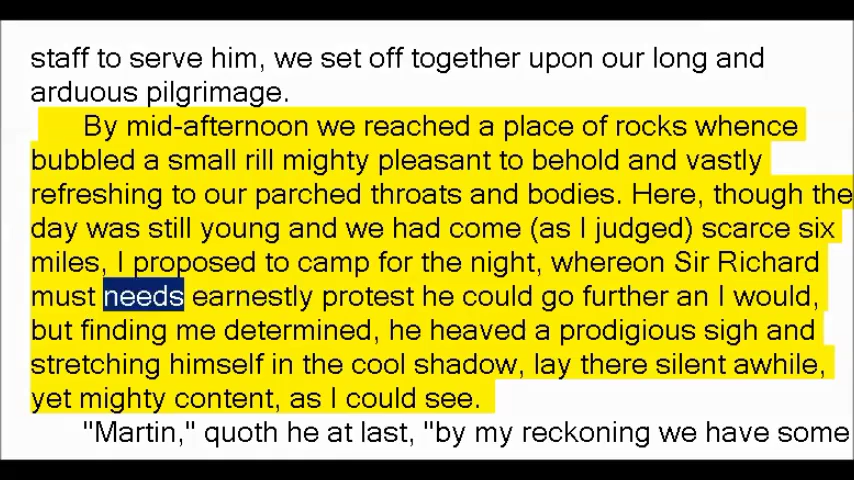 staff to serve him, we set off together upon our long and
arduous pilgrimage.
By mid-afternoon we reached a place of rocks whence
bubbled a small rill mighty pleasant to behold and vastly
refreshing to our parched throats and bodies. Here, though the
day was still young and we had come (as I judged) scarce six
miles, I proposed to camp for the night, whereon Sir Richard
must needs earnestly protest he could go further an I would,
but finding me determined, he heaved a prodigious sigh and
stretching himself in the cool shadow, lay there silent awhile,
yet mighty content, as I could see.
"Martin," quoth he at last, "by my reckoning we have some